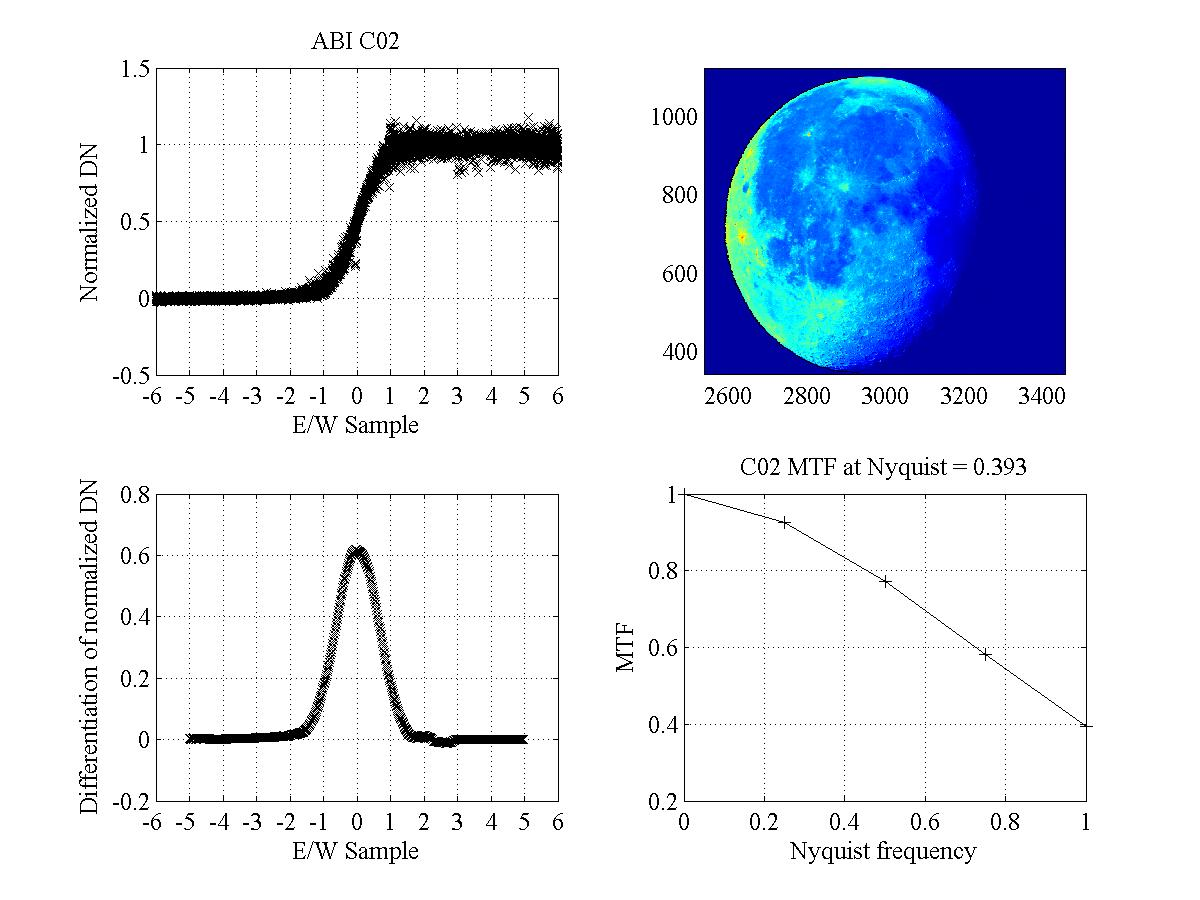 ABI C02
1.5
1
0.5
0
-0.5
Normalized DN
-6 -5 -4 -3 -2 -1 0 1 2 3 4 5 6
E/W Sample
1000
800
600
400
2600 2800 3000 3200 3400
0.8
0.6
0.4
0.2
0
-0.2
Differentiation of normalized DN
-6 -5 -4 -3 -2 -1 0 1 2 3 4 5 6
E/W Sample
C02 MTF at Nyquist = 0.393
1
0.8
0.6
0.4
0.2
MTF
0 0.2 0.4 0.6 0.8 1
Nyquist frequency